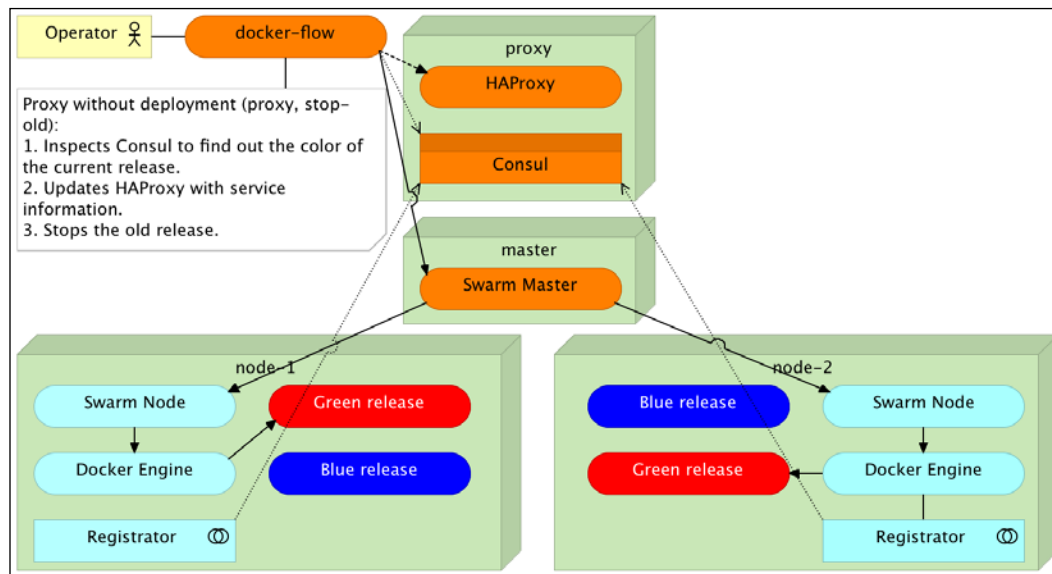 Operator
docker-flow
proxy
HAProxy
Consul
Proxy without deployment (proxy, stop-
old):
1. Inspects Consul to find out the color of
the current release.
2. Updates HAProxy with service
information.
3. Stops the old release.
master
Swarm Master
node-1
Swarm Node
Green release
Docker Engine
Blue release
Registrator
node-2
Blue release
Swarm Node
Green release
Docker Engine
Registrator